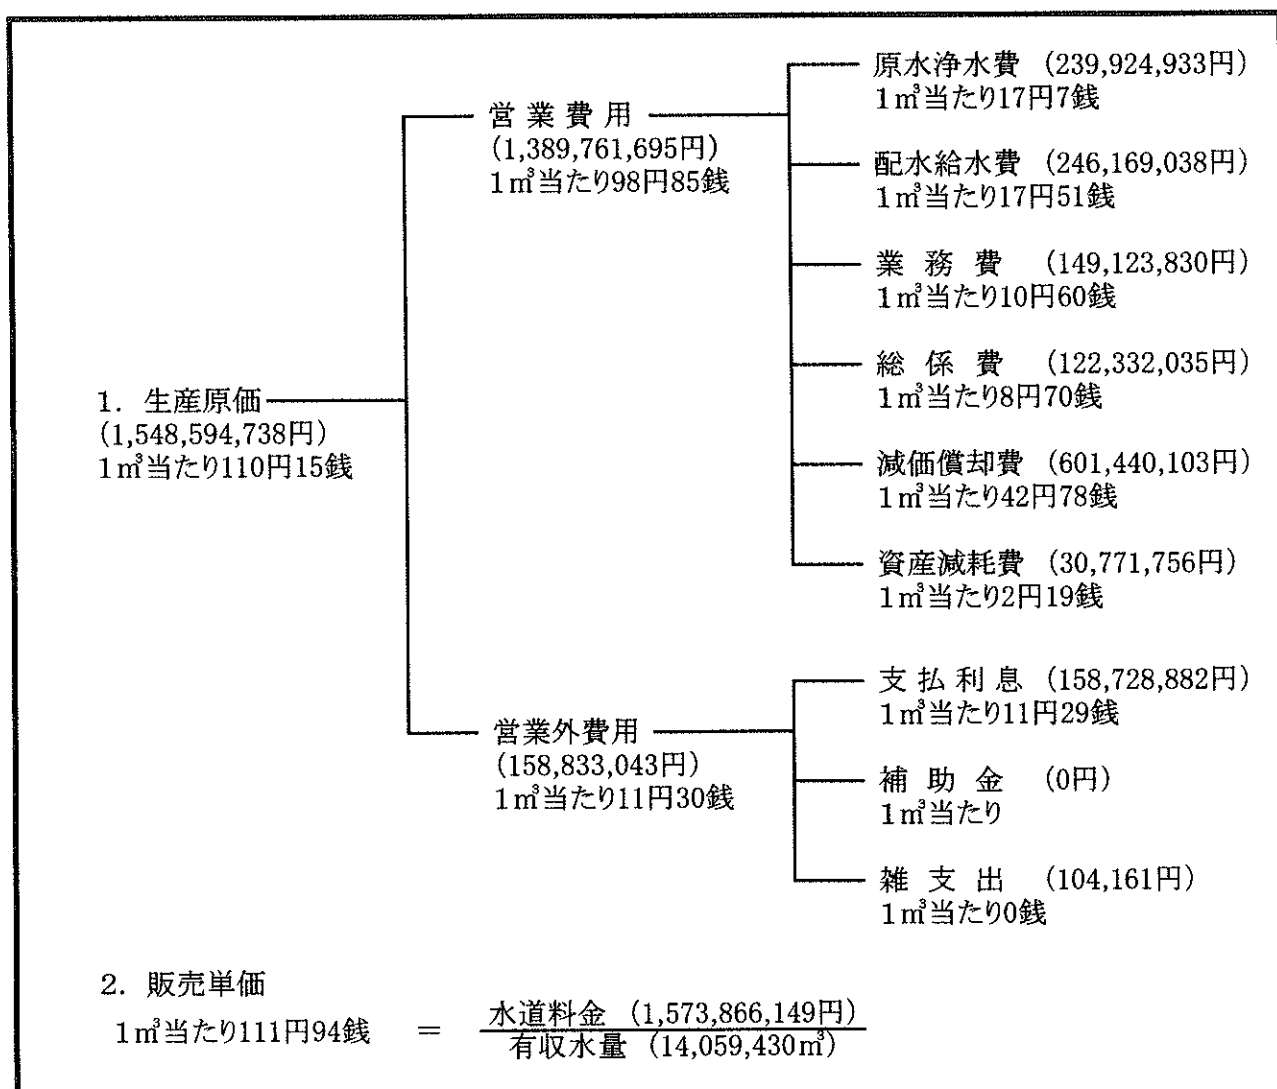 1. 生産原価
(1,548,594,738円)
1㎥当たり110円15銭
営業費用
(1,389,761,695円)
1㎥当たり98円85銭
原水浄水費 (239,924,933円)
1㎥当たり17円7銭
配水給水費 (246,169,038円)
1㎥当たり17円51銭
業務費 (149,123,830円)
1㎥当たり10円60銭
総係費 (122,332,035円)
1㎥当たり8円70銭
減価償却費 (601,440,103円)
1㎥当たり42円78銭
資産減耗費 (30,771,756円)
1㎥当たり2円19銭
営業外費用
(158,833,043円)
1㎥当たり11円30銭
支払利息 (158,728,882円)
1㎥当たり11円29銭
補助金 (0円)
1㎥当たり
雑支出 (104,161円)
1㎥当たり0銭
2. 販売単価
1㎥当たり111円94銭 = 水道料金 (1,573,866,149円)
有収水量 (14,059,430㎥)